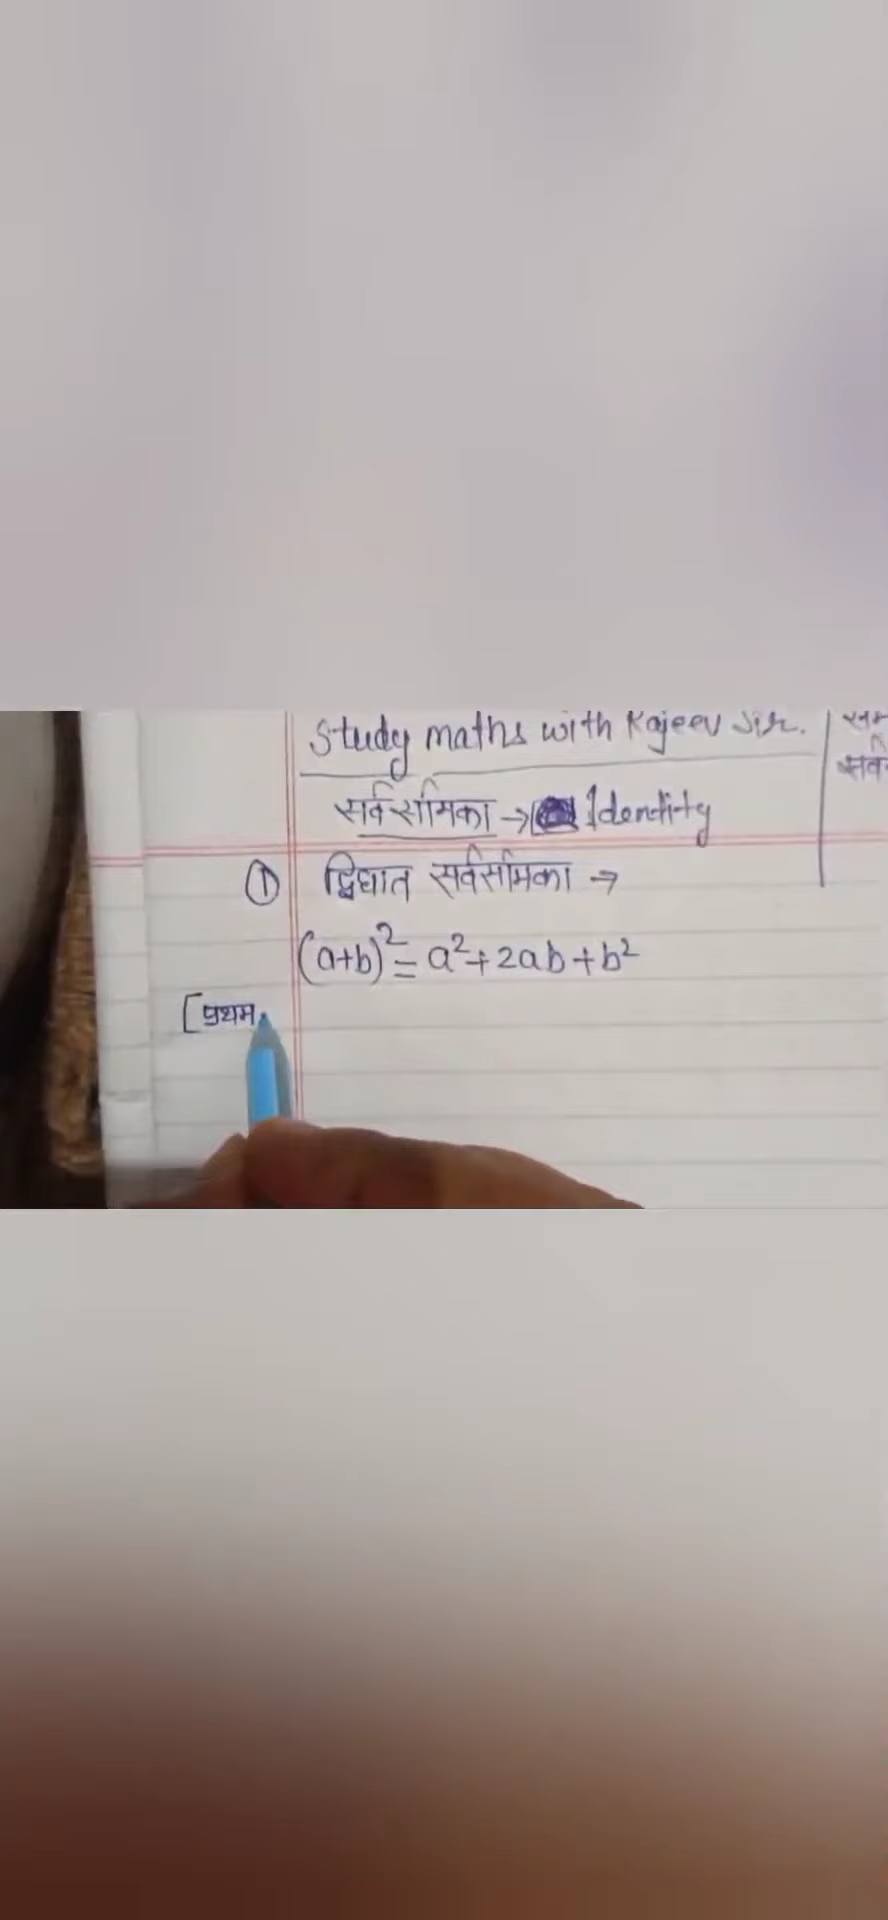 Study maths with Rajeev Sir.
सर्वसमिका → Identity
① द्विघात सर्वसमिका →
(a+b)² = a² + 2ab + b²
[प्रथम